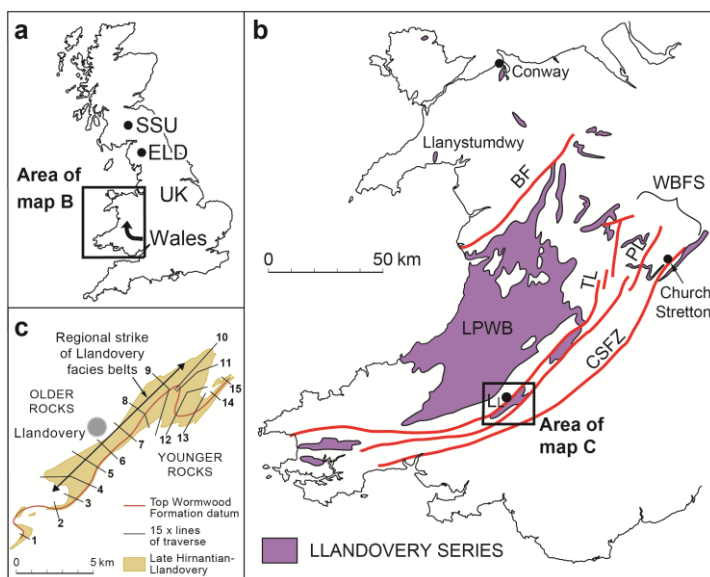 a
SSU
ELD
Area of
map B
UK
Wales
b
Conway
Llanystumdwy
BF
WBFS
0
50 km
PL
TL
Church
Stretton
LPWB
CSFZ
LL
Area of
map C
LLANDOVERY SERIES
c
Regional strike
of Llandovery
facies belts
OLDER
ROCKS
Llandovery
YOUNGER
ROCKS
1
2
3
4
5
6
7
8
9
10
11
12
13
14
15
Top Wormwood
Formation datum
15 x lines
of traverse
Late Hirnantian-
Llandovery
0
5 km